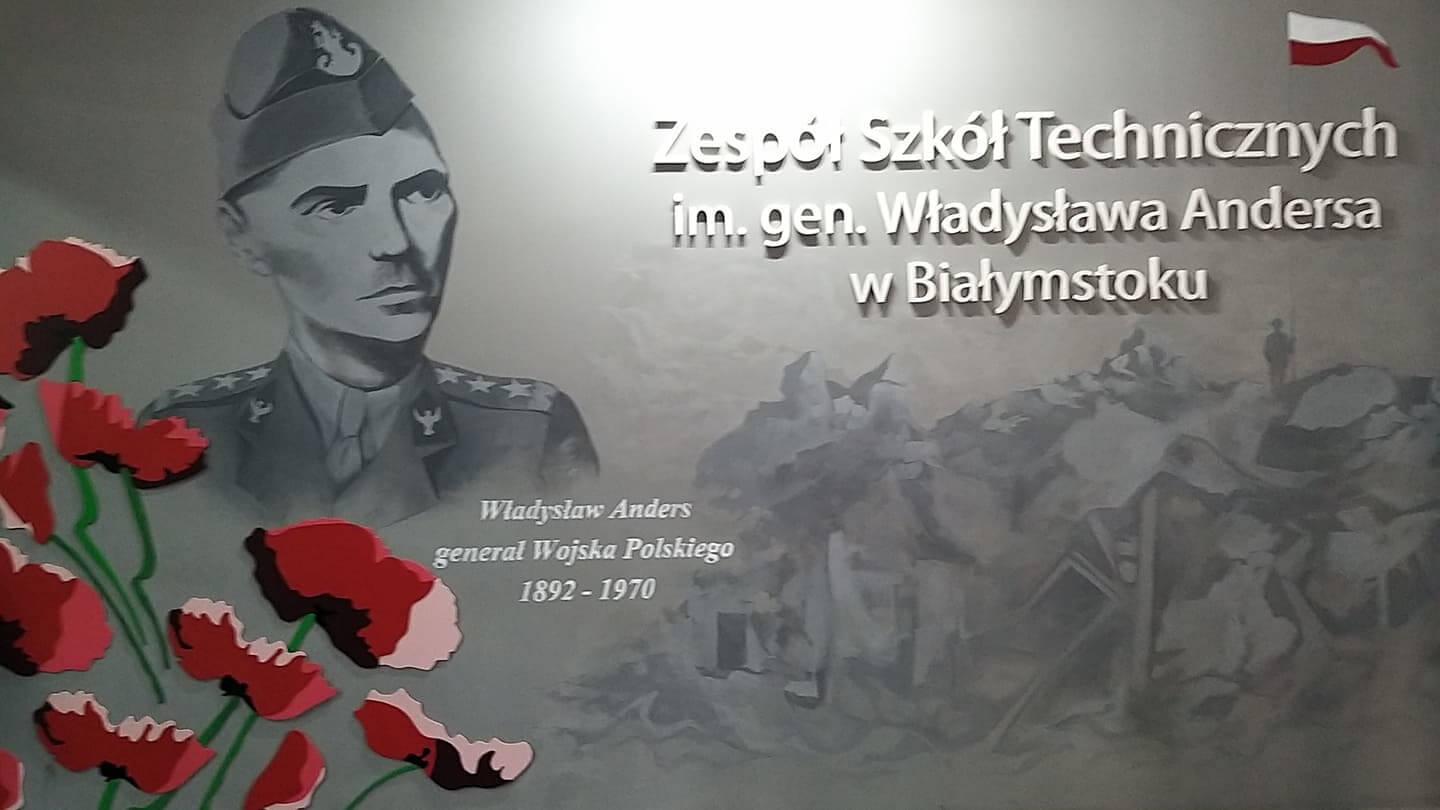 Zespół Szkół Technicznych
im. gen. Władysława Andersa
w Białymstoku
Władysław Anders
generał Wojska Polskiego
1892 - 1970